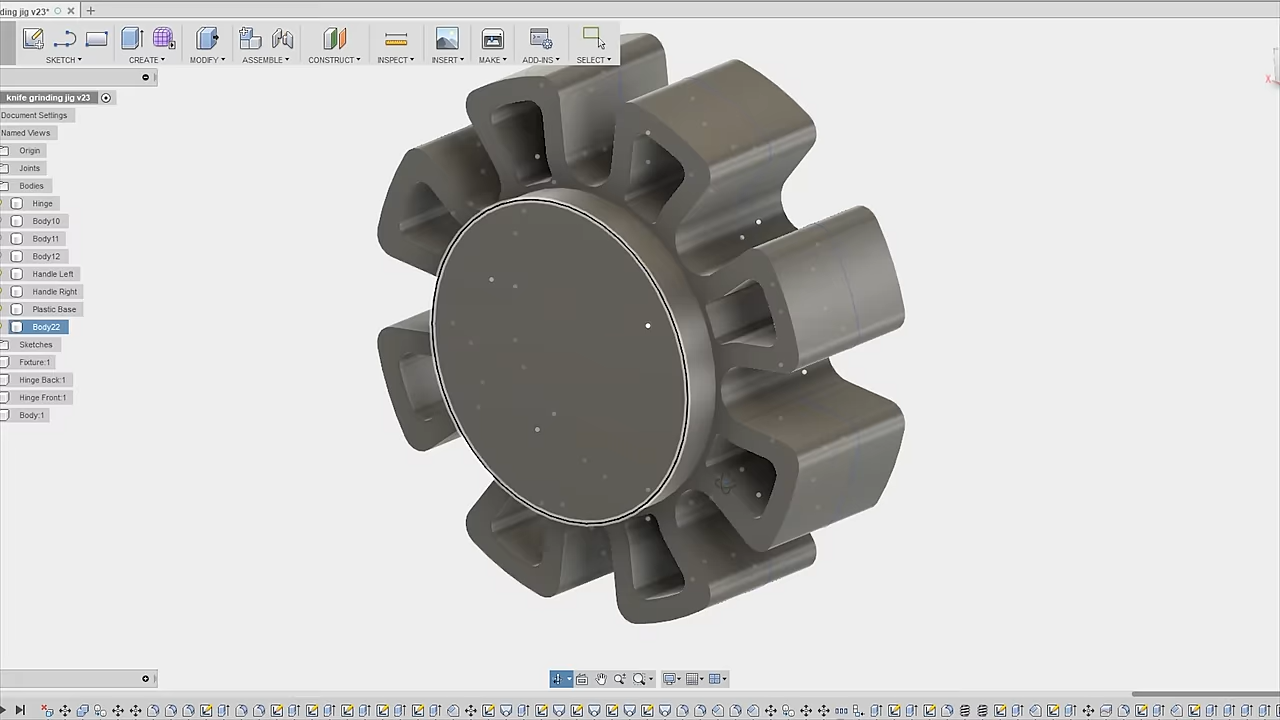 ding jig v23*
SKETCH CREATE MODIFY ASSEMBLE CONSTRUCT INSPECT INSERT MAKE ADD-INS SELECT
knife grinding jig v23
Document Settings
Named Views
Origin
Joints
Bodies
Hinge
Body10
Body11
Body12
Handle Left
Handle Right
Plastic Base
Body22
Sketches
Fixture:1
Hinge Back:1
Hinge Front:1
Body:1
X